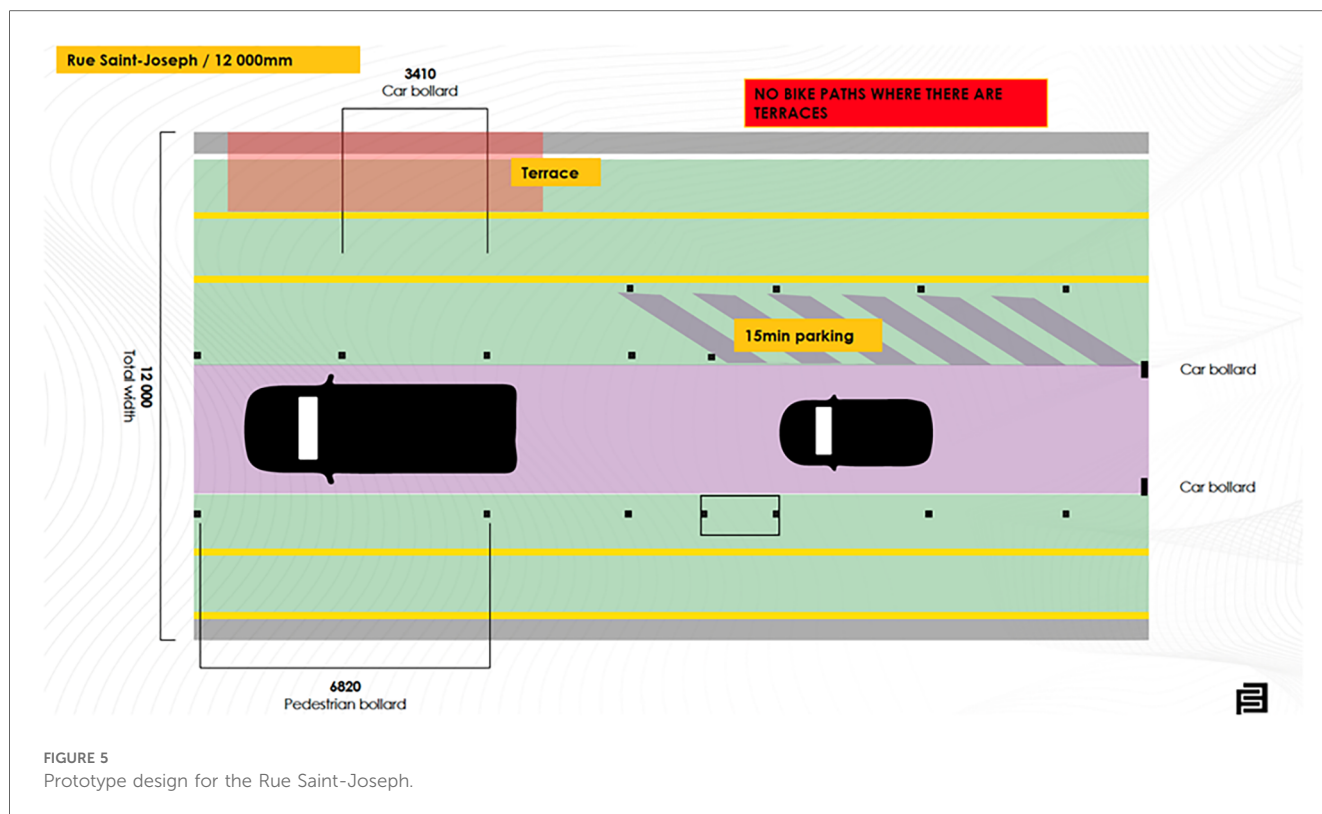 Rue Saint-Joseph / 12 000mm
3410
Car bollard
NO BIKE PATHS WHERE THERE ARE
TERRACES
Terrace
15min parking
12 000
Total width
Car bollard
Car bollard
6820
Pedestrian bollard
FIGURE 5
Prototype design for the Rue Saint-Joseph.